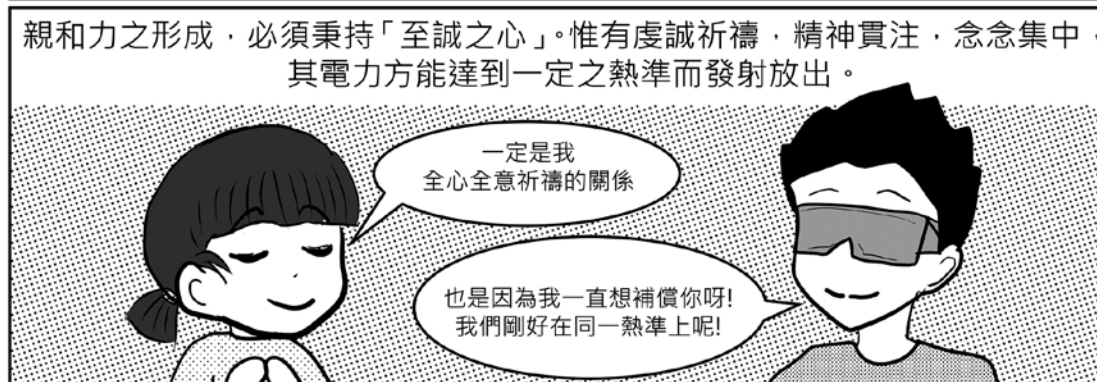 親和力之形成，必須秉持「至誠之心」。惟有虔誠祈禱，精神貫注，念念集中，
其電力方能達到一定之熱準而發射放出。
一定是我
全心全意祈禱的關係
也是因為我一直想補償你呀!
我們剛好在同一熱準上呢!